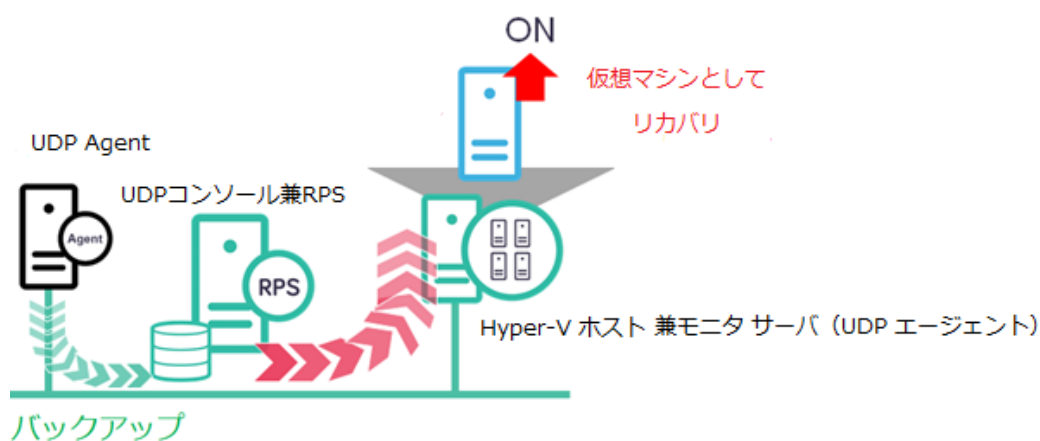 ON
仮想マシンとして
リカバリ
UDP Agent
UDPコンソール兼RPS
Agent
RPS
Hyper-V ホスト 兼モニタ サーバ（UDP エージェント）
バックアップ